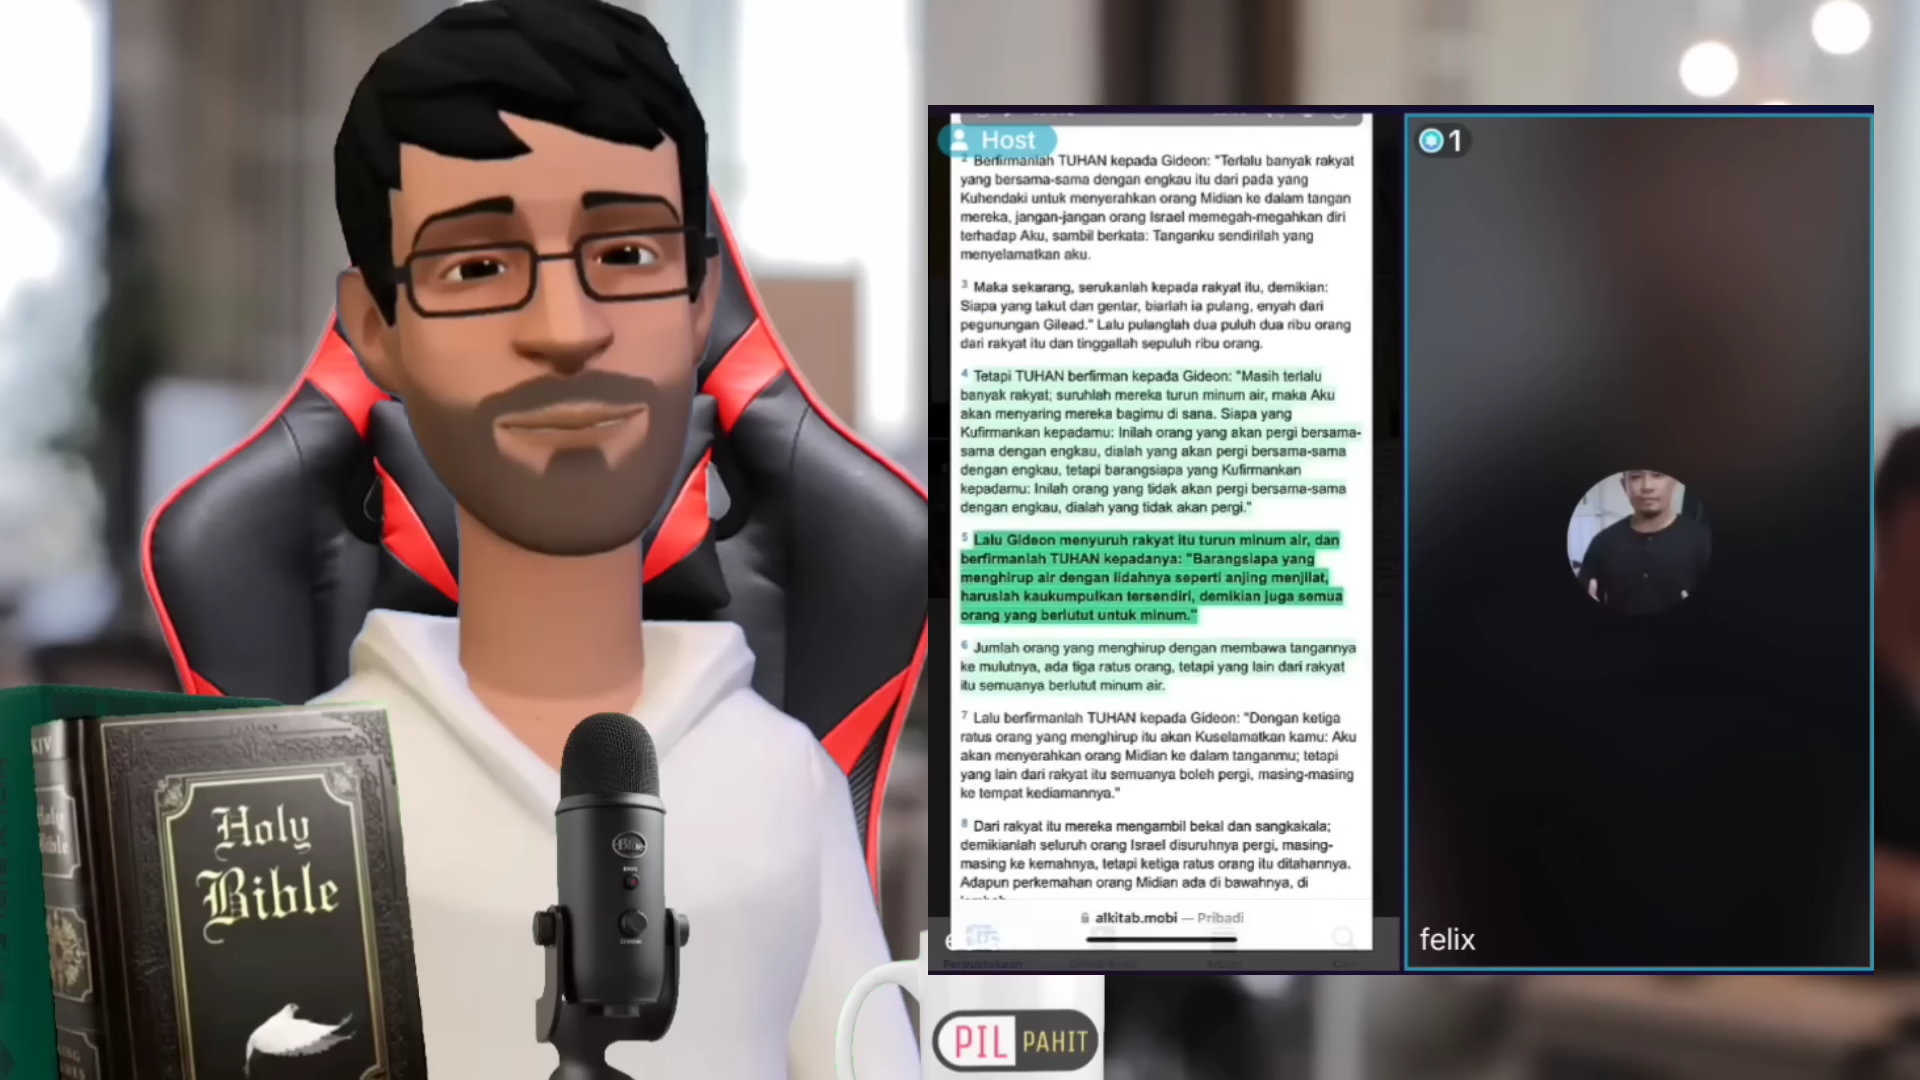 Host
2 Berfirmanlah TUHAN kepada Gideon: "Terlalu banyak rakyat
yang bersama-sama dengan engkau itu dari pada yang
Kuhendaki untuk menyerahkan orang Midian ke dalam tangan
mereka, jangan-jangan orang Israel memegah-megahkan diri
terhadap Aku, sambil berkata: Tanganku sendirilah yang
menyelamatkan aku.
3 Maka sekarang, serukanlah kepada rakyat itu, demikian:
Siapa yang takut dan gentar, biarlah ia pulang, enyah dari
pegunungan Gilead." Lalu pulanglah dua puluh dua ribu orang
dari rakyat itu dan tinggallah sepuluh ribu orang.
4 Tetapi TUHAN berfirman kepada Gideon: "Masih terlalu
banyak rakyat; suruhlah mereka turun minum air, maka Aku
akan menyaring mereka bagimu di sana. Siapa yang
Kufirmankan kepadamu: Inilah orang yang akan pergi bersama-
sama dengan engkau, dialah yang akan pergi bersama-sama
dengan engkau, tetapi barangsiapa yang Kufirmankan
kepadamu: Inilah orang yang tidak akan pergi bersama-sama
dengan engkau, dialah yang tidak akan pergi."
5 Lalu Gideon menyuruh rakyat itu turun minum air, dan
berfirmanlah TUHAN kepadanya: "Barangsiapa yang
menghirup air dengan lidahnya seperti anjing menjilat,
haruslah kaukumpulkan tersendiri, demikian juga semua
orang yang berlutut untuk minum."
6 Jumlah orang yang menghirup dengan membawa tangannya
ke mulutnya, ada tiga ratus orang, tetapi yang lain dari rakyat
itu semuanya berlutut minum air.
7 Lalu berfirmanlah TUHAN kepada Gideon: "Dengan ketiga
ratus orang yang menghirup itu akan Kuselamatkan kamu: Aku
akan menyerahkan orang Midian ke dalam tanganmu; tetapi
yang lain dari rakyat itu semuanya boleh pergi, masing-masing
ke tempat kediamannya."
8 Dari rakyat itu mereka mengambil bekal dan sangkakala;
demikianlah seluruh orang Israel disuruhnya pergi, masing-
masing ke kemahnya, tetapi ketiga ratus orang itu ditahannya.
Adapun perkemahan orang Midian ada di bawahnya, di
alkitab.mobi — Pribadi
1
felix
KJV
Holy
Bible
Holy
Bible
Blue
PIL PAHIT